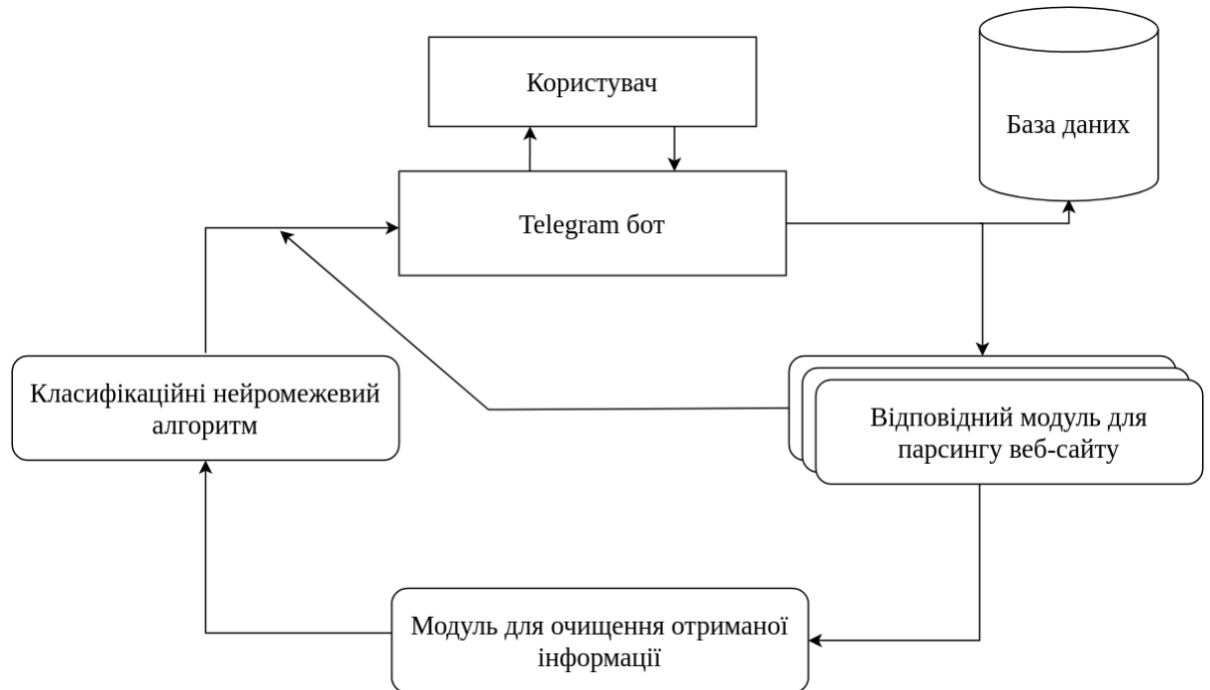 Користувач
База даних
Telegram бот
Класифікаційні нейромежевий
алгоритм
Відповідний модуль для
парсингу веб-сайту
Модуль для очищення отриманої
інформації